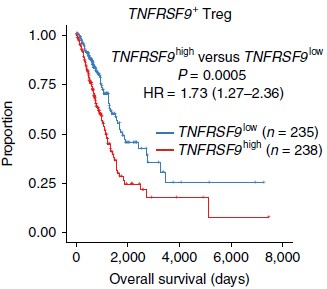 TNFRSF9⁺ Treg
TNFRSF9ʰⁱᵍʰ versus TNFRSF9ˡᵒʷ
P = 0.0005
HR = 1.73 (1.27–2.36)
TNFRSF9ˡᵒʷ (n = 235)
TNFRSF9ʰⁱᵍʰ (n = 238)
Proportion
1.00
0.75
0.50
0.25
0.00
0 2,000 4,000 6,000 8,000
Overall survival (days)